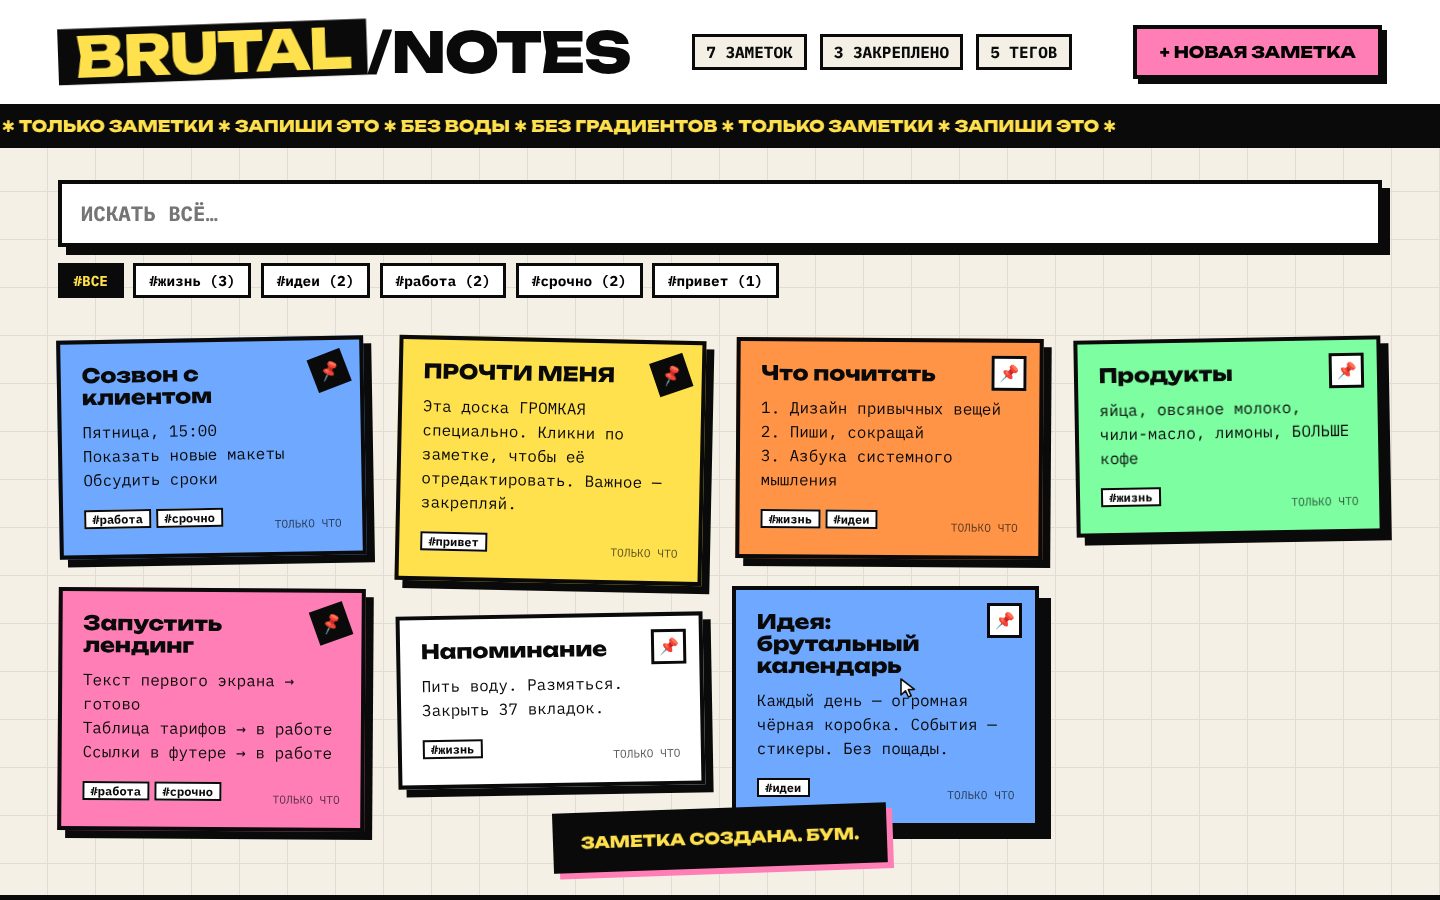 BRUTAL/NOTES
7 ЗАМЕТОК
3 ЗАКРЕПЛЕНО
5 ТЕГОВ
+ НОВАЯ ЗАМЕТКА
* ТОЛЬКО ЗАМЕТКИ * ЗАПИШИ ЭТО * БЕЗ ВОДЫ * БЕЗ ГРАДИЕНТОВ * ТОЛЬКО ЗАМЕТКИ * ЗАПИШИ ЭТО *
ИСКАТЬ ВСЁ…
#ВСЕ
#жизнь (3)
#идеи (2)
#работа (2)
#срочно (2)
#привет (1)
Созвон с
клиентом
Пятница, 15:00
Показать новые макеты
Обсудить сроки
#работа #срочно
ТОЛЬКО ЧТО
ПРОЧТИ МЕНЯ
Эта доска ГРОМКАЯ
специально. Кликни по
заметке, чтобы её
отредактировать. Важное —
закрепляй.
#привет
ТОЛЬКО ЧТО
Что почитать
1. Дизайн привычных вещей
2. Пиши, сокращай
3. Азбука системного
мышления
#жизнь #идеи
ТОЛЬКО ЧТО
Продукты
яйца, овсяное молоко,
чили-масло, лимоны, БОЛЬШЕ
кофе
#жизнь
ТОЛЬКО ЧТО
Запустить
лендинг
Текст первого экрана →
готово
Таблица тарифов → в работе
Ссылки в футере → в работе
#работа #срочно
ТОЛЬКО ЧТО
Напоминание
Пить воду. Размяться.
Закрыть 37 вкладок.
#жизнь
ТОЛЬКО ЧТО
Идея:
брутальный
календарь
Каждый день — огромная
чёрная коробка. События —
стикеры. Без пощады.
#идеи
ТОЛЬКО ЧТО
ЗАМЕТКА СОЗДАНА. БУМ.